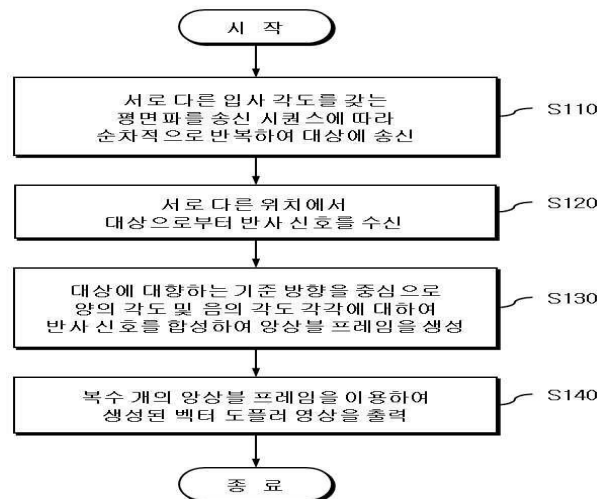 시 작
서로 다른 입사 각도를 갖는
평면파를 송신 시퀀스에 따라
순차적으로 반복하여 대상에 송신
S110
서로 다른 위치에서
대상으로부터 반사 신호를 수신
S120
대상에 대향하는 기준 방향을 중심으로
양의 각도 및 음의 각도 각각에 대하여
반사 신호를 합성하여 앙상블 프레임을 생성
S130
복수 개의 앙상블 프레임을 이용하여
생성된 벡터 도플러 영상을 출력
S140
종 료